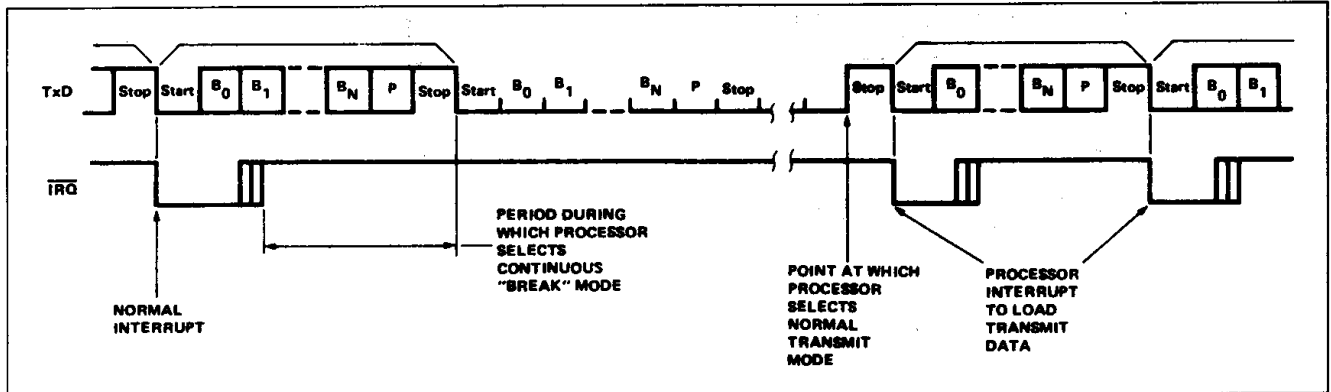 TxD Stop Start B0 B1 BN P Stop Start B0 B1 BN P Stop Stop Start B0 BN P Stop Start B0 B1
IRQ
NORMAL
INTERRUPT
PERIOD DURING
WHICH PROCESSOR
SELECTS
CONTINUOUS
"BREAK" MODE
POINT AT WHICH
PROCESSOR
SELECTS
NORMAL
TRANSMIT
MODE
PROCESSOR
INTERRUPT
TO LOAD
TRANSMIT
DATA